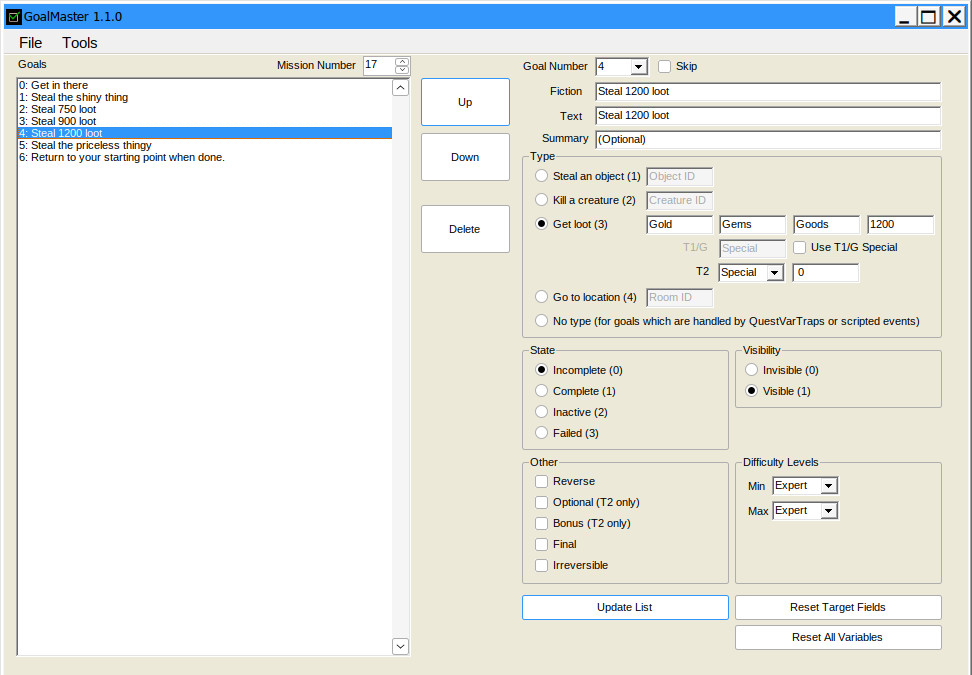 GoalMaster 1.1.0
File Tools
Goals
Mission Number 17
0: Get in there
1: Steal the shiny thing
2: Steal 750 loot
3: Steal 900 loot
4: Steal 1200 loot
5: Steal the priceless thingy
6: Return to your starting point when done.
Up
Down
Delete
Goal Number 4 Skip
Fiction Steal 1200 loot
Text Steal 1200 loot
Summary (Optional)
Type
Steal an object (1) Object ID
Kill a creature (2) Creature ID
Get loot (3) Gold Gems Goods 1200
T1/G Special Use T1/G Special
T2 Special 0
Go to location (4) Room ID
No type (for goals which are handled by QuestVarTraps or scripted events)
State
Incomplete (0)
Complete (1)
Inactive (2)
Failed (3)
Visibility
Invisible (0)
Visible (1)
Other
Reverse
Optional (T2 only)
Bonus (T2 only)
Final
Irreversible
Difficulty Levels
Min Expert
Max Expert
Update List
Reset Target Fields
Reset All Variables